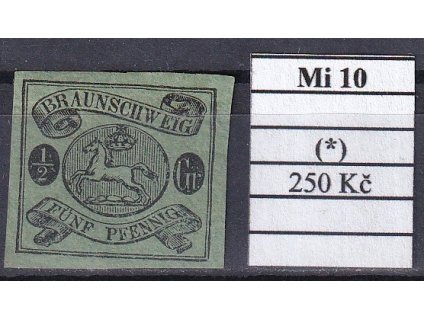 BRAUNSCHWEIG
1/2 Gr.
FÜNF PFENNIG
Mi 10
(*)
250 Kč